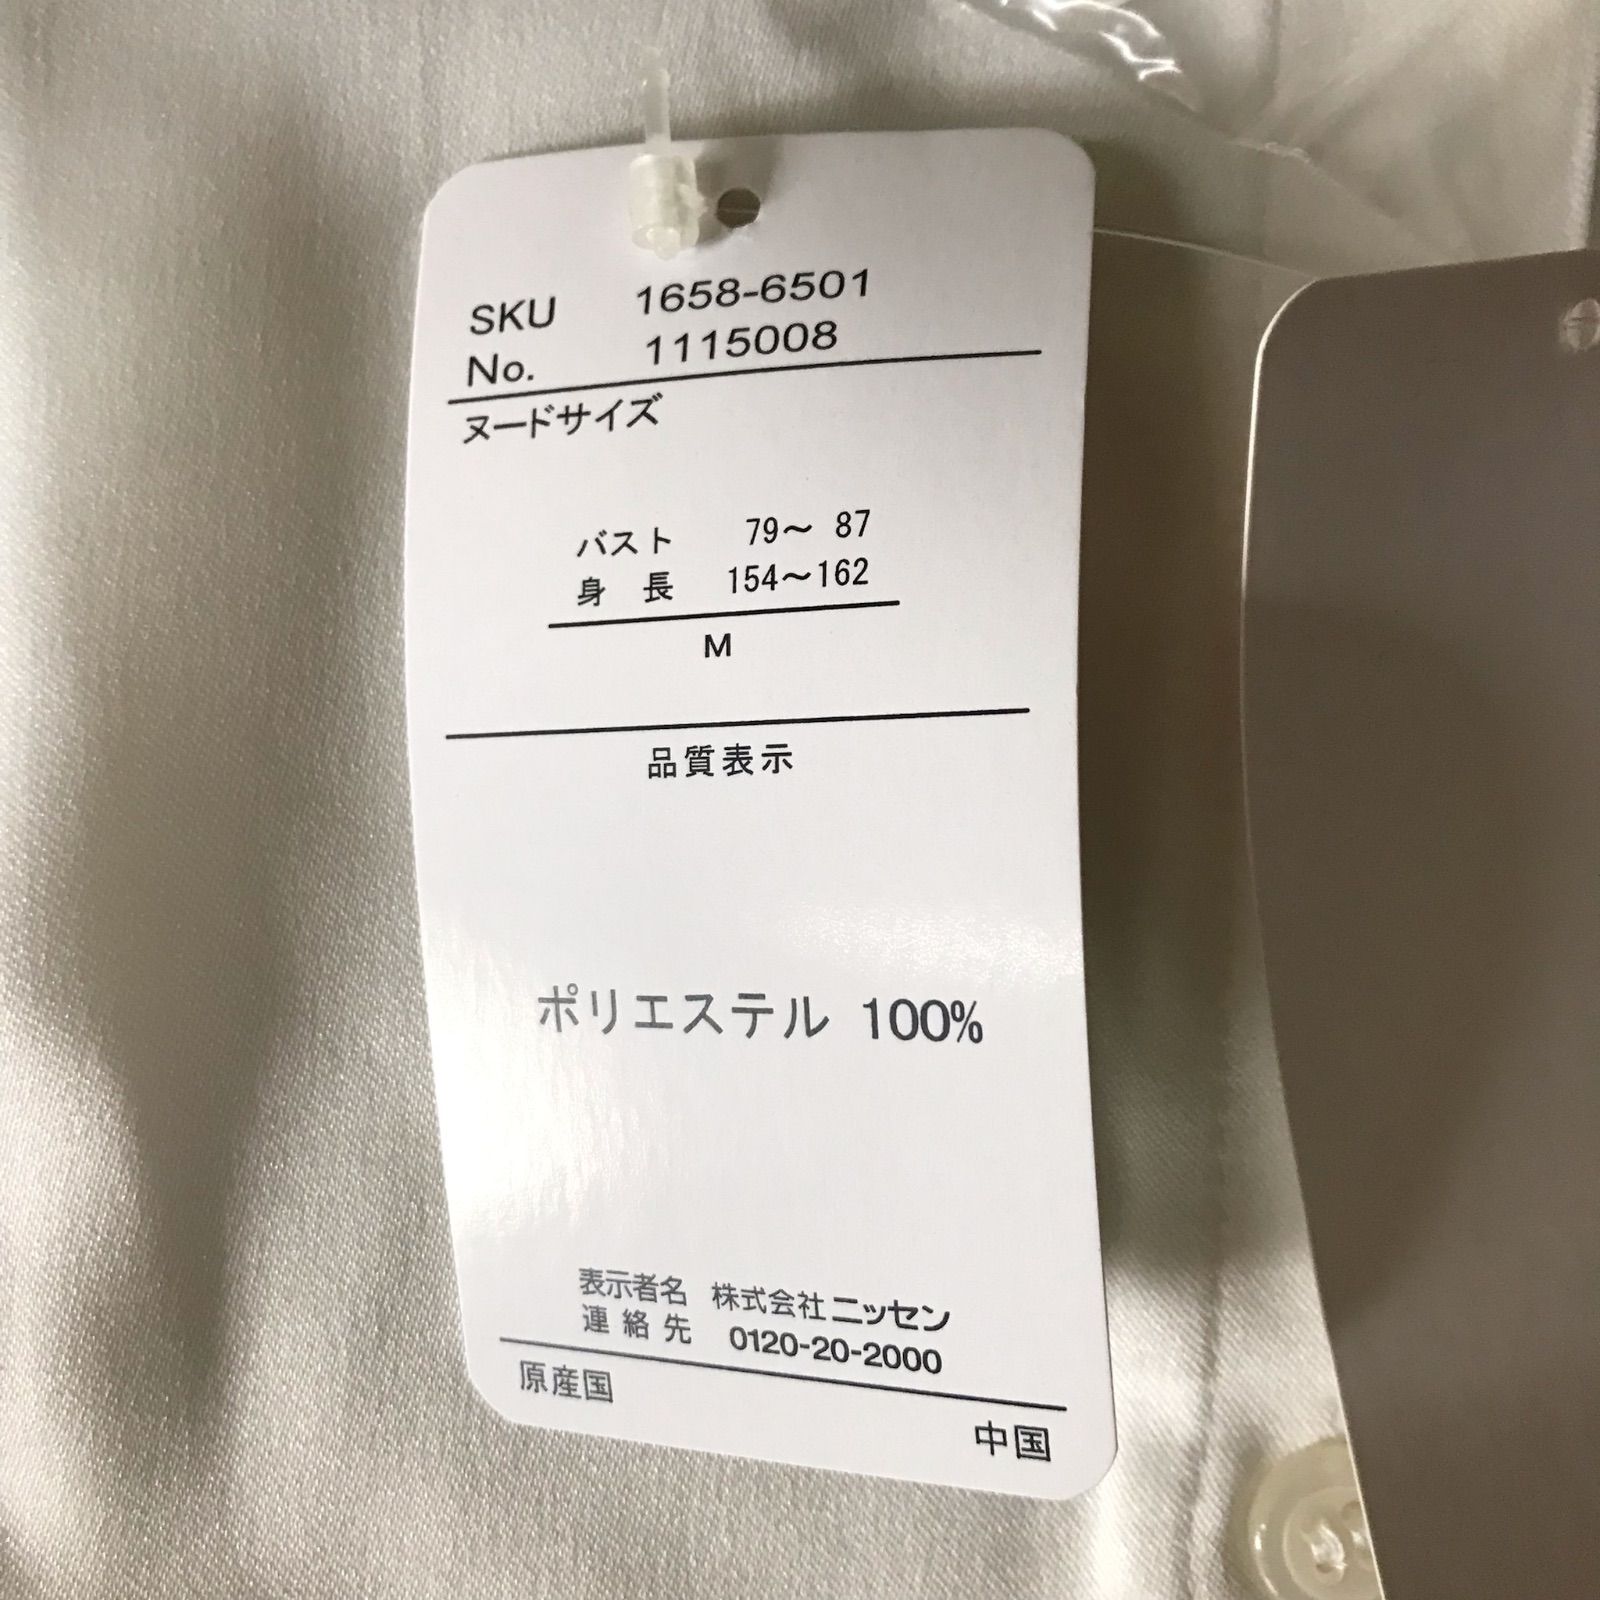 SKU 1658-6501
No. 1115008
ヌードサイズ
バスト 79～ 87
身 長 154～162
M
品質表示
ポリエステル 100%
表示者名 株式会社 ニッセン
連 絡 先 0120-20-2000
原産国
中国